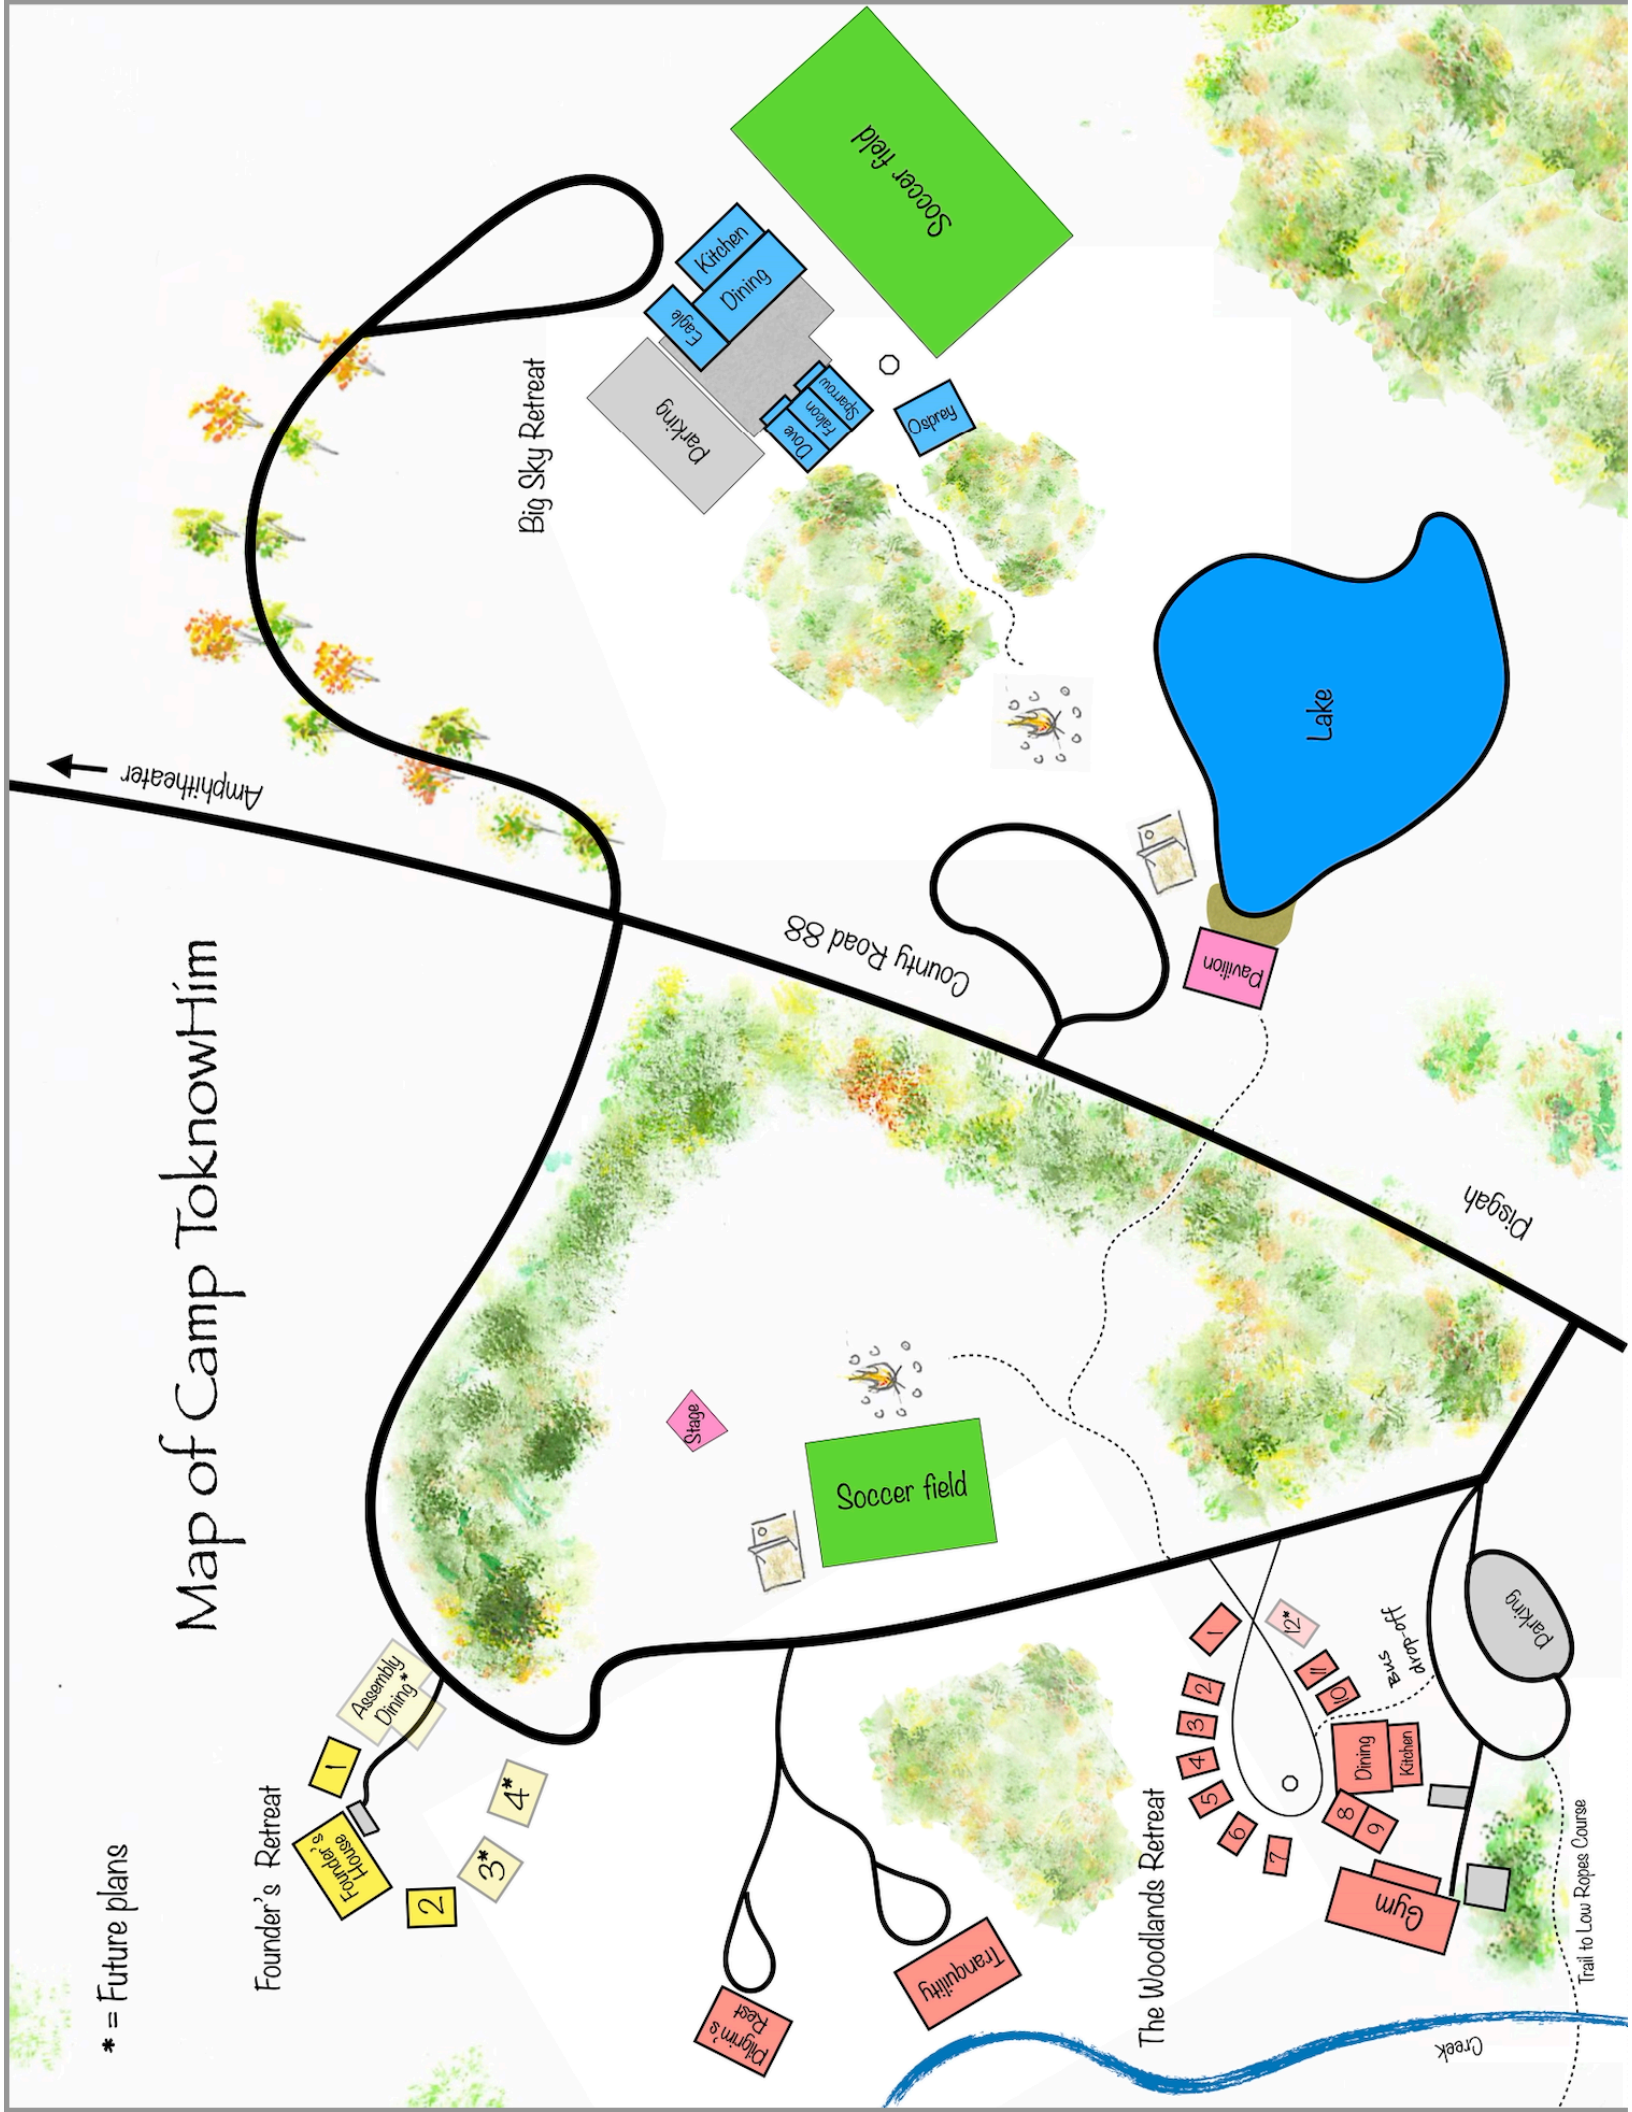 Map of Camp ToknowHim
* = Future plans
Founder's Retreat
Founder's
House
1
2
3*
4*
Assembly
Dining*
Amphitheater
County Road 88
Pisgah
Big Sky Retreat
Kitchen
Dining
Eagle
Parking
Dove
Falcon
Sparrow
Osprey
Soccer field
Lake
Pavilion
Stage
Soccer field
Pilgrim's
Rest
Tranquility
The Woodlands Retreat
1
2
3
4
5
6
7
8
9
10
11
12*
Dining
Kitchen
Gym
Bus
drop-off
Parking
Trail to Low Ropes Course
Creek